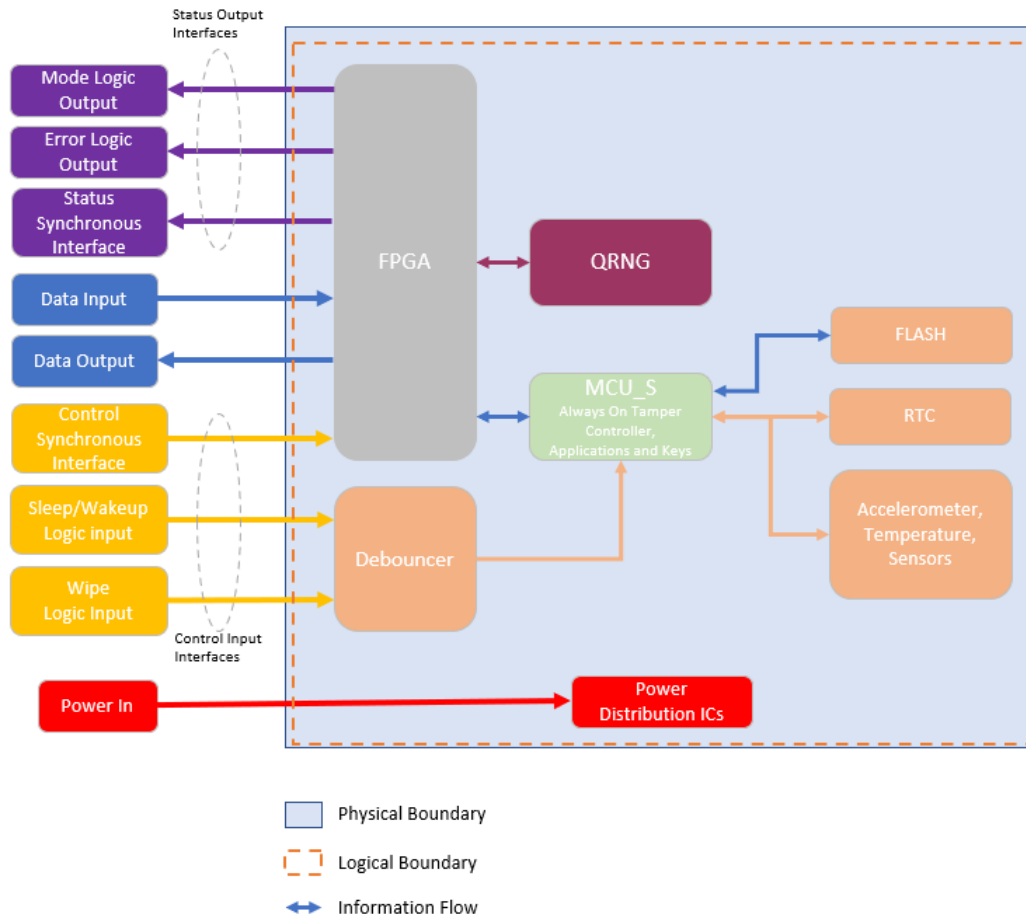 Status Output
Interfaces
Mode Logic
Output
Error Logic
Output
Status
Synchronous
Interface
Data Input
Data Output
Control
Synchronous
Interface
Sleep/Wakeup
Logic input
Wipe
Logic Input
Control Input
Interfaces
Power In
FPGA
Debouncer
QRNG
MCU_S
Always On Tamper
Controller,
Applications and Keys
FLASH
RTC
Accelerometer,
Temperature,
Sensors
Power
Distribution ICs
Physical Boundary
Logical Boundary
Information Flow